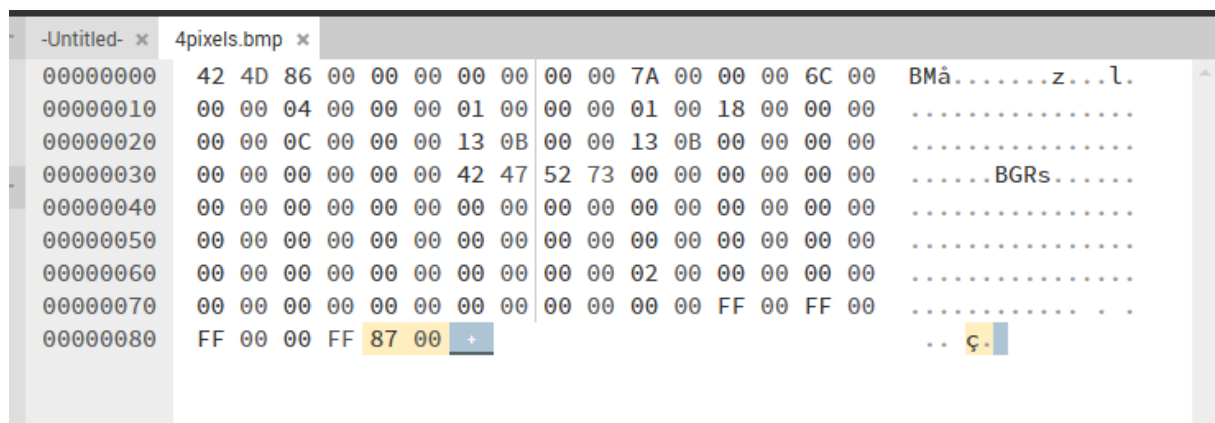 -Untitled- × 4pixels.bmp ×
00000000 42 4D 86 00 00 00 00 00 00 00 7A 00 00 00 6C 00 BMå.......z...l.
00000010 00 00 04 00 00 00 01 00 00 00 01 00 18 00 00 00 ................
00000020 00 00 0C 00 00 00 13 0B 00 00 13 0B 00 00 00 00 ................
00000030 00 00 00 00 00 00 42 47 52 73 00 00 00 00 00 00 ......BGRs......
00000040 00 00 00 00 00 00 00 00 00 00 00 00 00 00 00 00 ................
00000050 00 00 00 00 00 00 00 00 00 00 00 00 00 00 00 00 ................
00000060 00 00 00 00 00 00 00 00 00 00 02 00 00 00 00 00 ................
00000070 00 00 00 00 00 00 00 00 00 00 00 00 FF 00 FF 00 ............ . .
00000080 FF 00 00 FF 87 00 + .. ç.